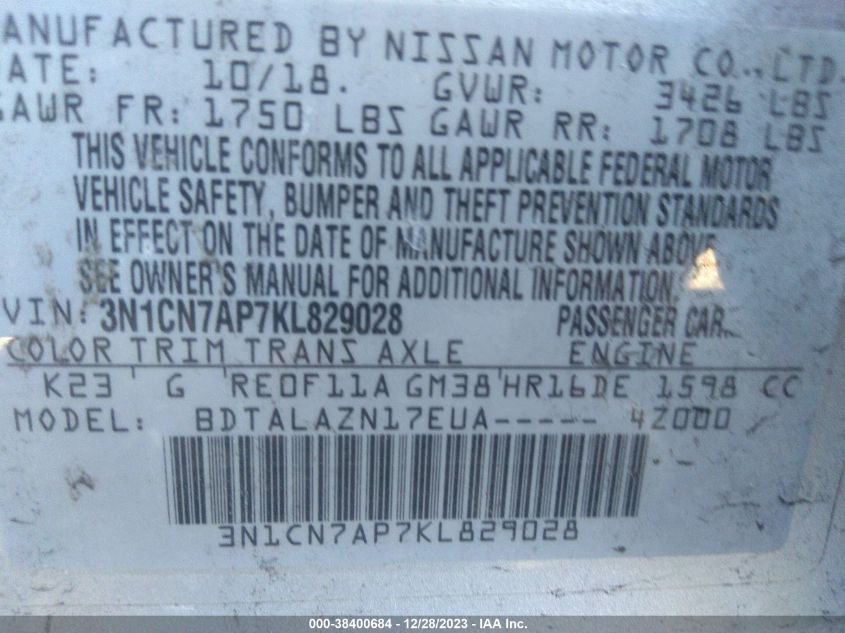 ANUFACTURED BY NISSAN MOTOR CO., LTD.
ATE: 10/18. GVWR: 3426 LBS
GAWR FR: 1750 LBS GAWR RR: 1708 LBS
THIS VEHICLE CONFORMS TO ALL APPLICABLE FEDERAL MOTOR
VEHICLE SAFETY, BUMPER AND THEFT PREVENTION STANDARDS
IN EFFECT ON THE DATE OF MANUFACTURE SHOWN ABOVE.
SEE OWNER'S MANUAL FOR ADDITIONAL INFORMATION.
VIN: 3N1CN7AP7KL829028 PASSENGER CAR
COLOR TRIM TRANS AXLE ENGINE
K23 G RE0F11A GM38 HR16DE 1598 CC
MODEL: BDTALAZN17EUA----- 4Z000
3N1CN7AP7KL829028
000-38400684 - 12/28/2023 - IAA Inc.